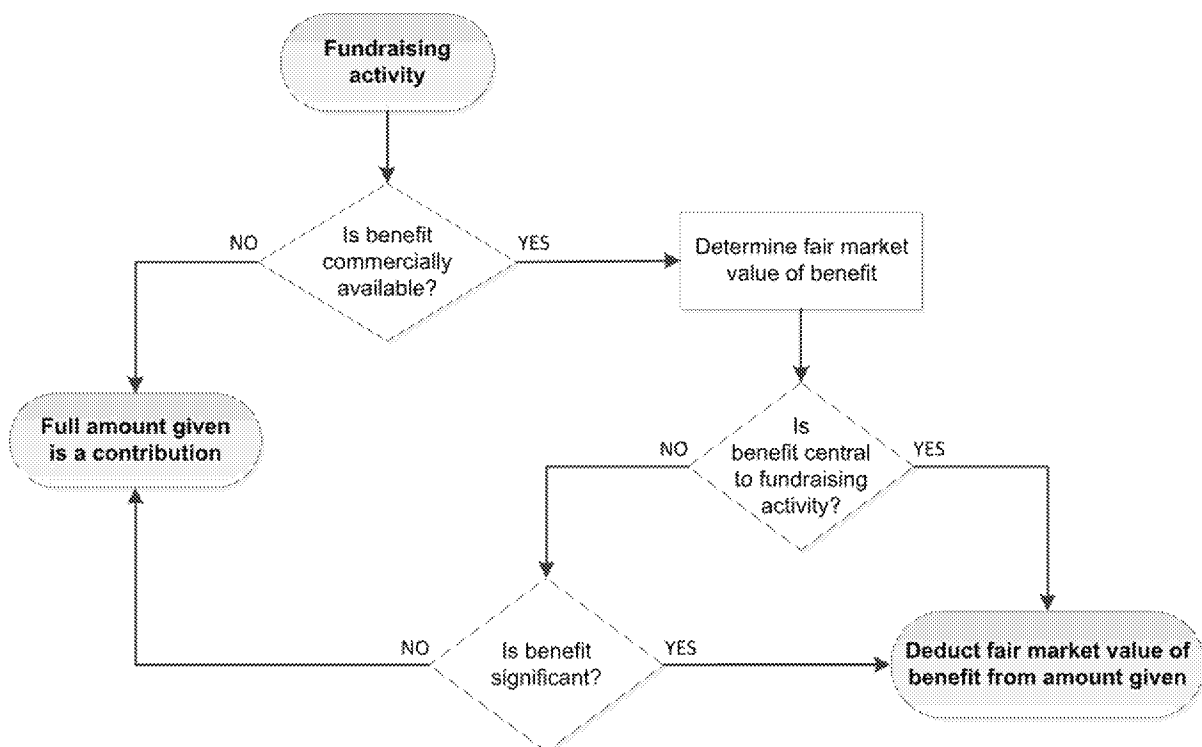 Fundraising
activity
Is benefit
commercially
available?
NO
YES
Determine fair market
value of benefit
Full amount given
is a contribution
Is
benefit central
to fundraising
activity?
NO
YES
Is benefit
significant?
NO
YES
Deduct fair market value of
benefit from amount given